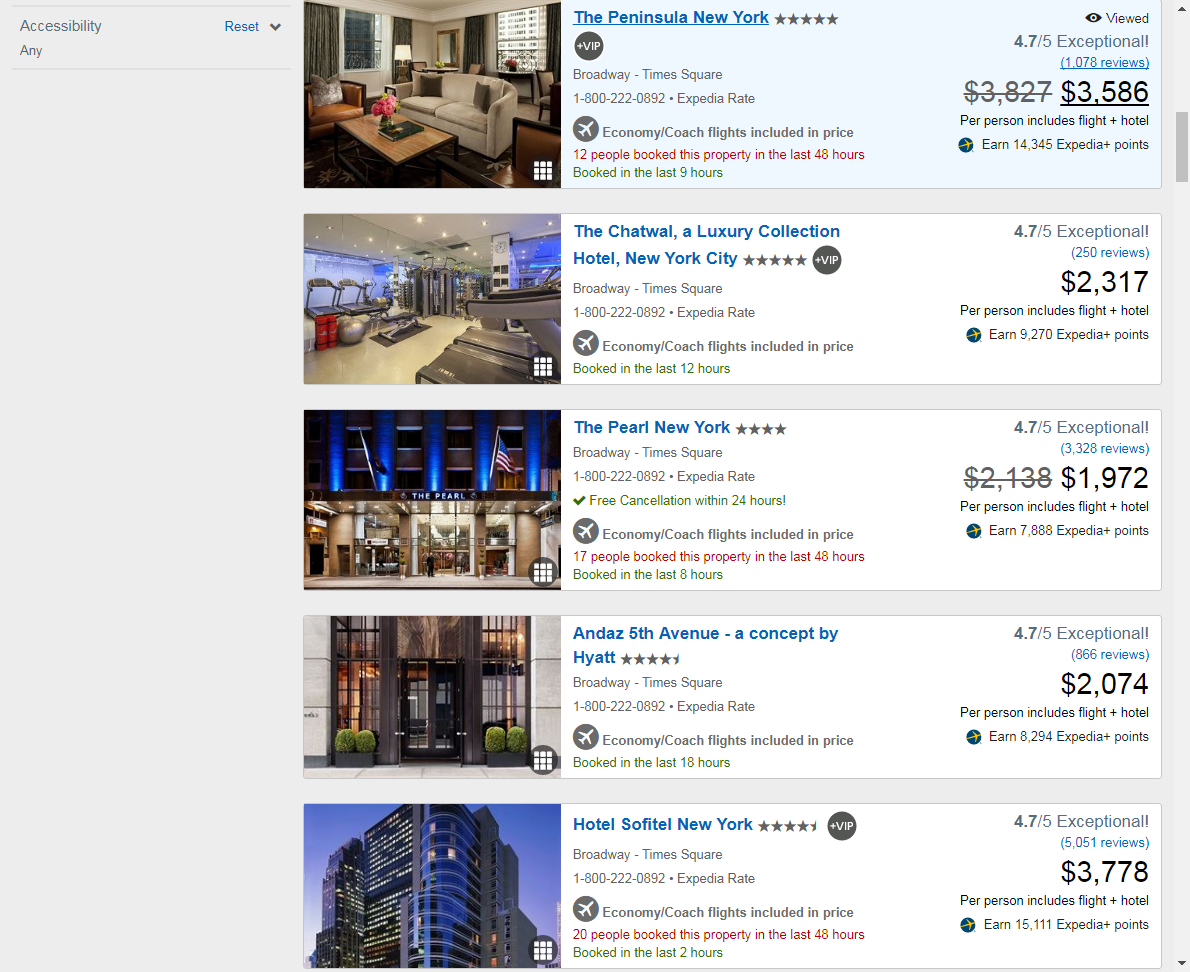 Accessibility
Reset
Any
The Peninsula New York
+VIP
Broadway - Times Square
1-800-222-0892 • Expedia Rate
Economy/Coach flights included in price
12 people booked this property in the last 48 hours
Booked in the last 9 hours
Viewed
4.7/5 Exceptional!
(1,078 reviews)
$3,827 $3,586
Per person includes flight + hotel
Earn 14,345 Expedia+ points
The Chatwal, a Luxury Collection
Hotel, New York City +VIP
Broadway - Times Square
1-800-222-0892 • Expedia Rate
Economy/Coach flights included in price
Booked in the last 12 hours
4.7/5 Exceptional!
(250 reviews)
$2,317
Per person includes flight + hotel
Earn 9,270 Expedia+ points
THE PEARL
The Pearl New York
Broadway - Times Square
1-800-222-0892 • Expedia Rate
Free Cancellation within 24 hours!
Economy/Coach flights included in price
17 people booked this property in the last 48 hours
Booked in the last 8 hours
4.7/5 Exceptional!
(3,328 reviews)
$2,138 $1,972
Per person includes flight + hotel
Earn 7,888 Expedia+ points
Andaz 5th Avenue - a concept by
Hyatt
Broadway - Times Square
1-800-222-0892 • Expedia Rate
Economy/Coach flights included in price
Booked in the last 18 hours
4.7/5 Exceptional!
(866 reviews)
$2,074
Per person includes flight + hotel
Earn 8,294 Expedia+ points
Hotel Sofitel New York +VIP
Broadway - Times Square
1-800-222-0892 • Expedia Rate
Economy/Coach flights included in price
20 people booked this property in the last 48 hours
Booked in the last 2 hours
4.7/5 Exceptional!
(5,051 reviews)
$3,778
Per person includes flight + hotel
Earn 15,111 Expedia+ points